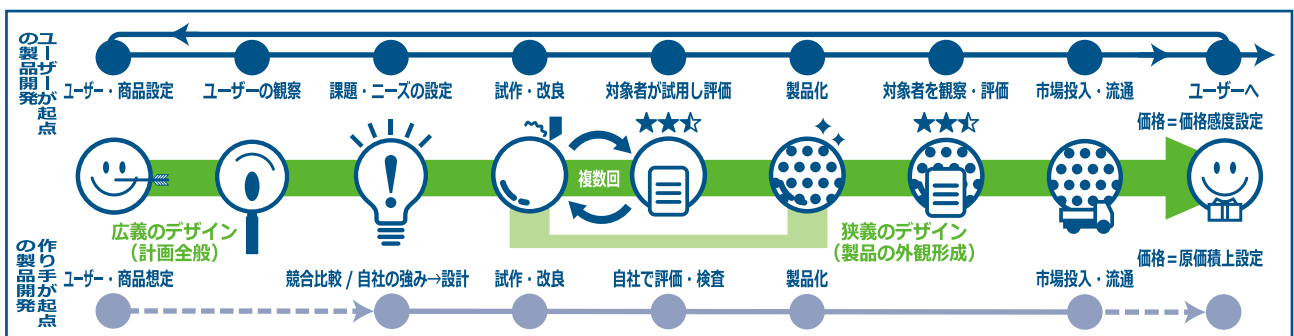 ユーザーが起点
の製品開発
ユーザー・商品設定
ユーザーの観察
課題・ニーズの設定
試作・改良
対象者が試用し評価
製品化
対象者を観察・評価
市場投入・流通
ユーザーへ
価格＝価格感度設定
複数回
広義のデザイン
（計画全般）
狭義のデザイン
（製品の外観形成）
作り手が起点
の製品開発
ユーザー・商品想定
競合比較 / 自社の強み→設計
試作・改良
自社で評価・検査
製品化
市場投入・流通
価格＝原価積上設定